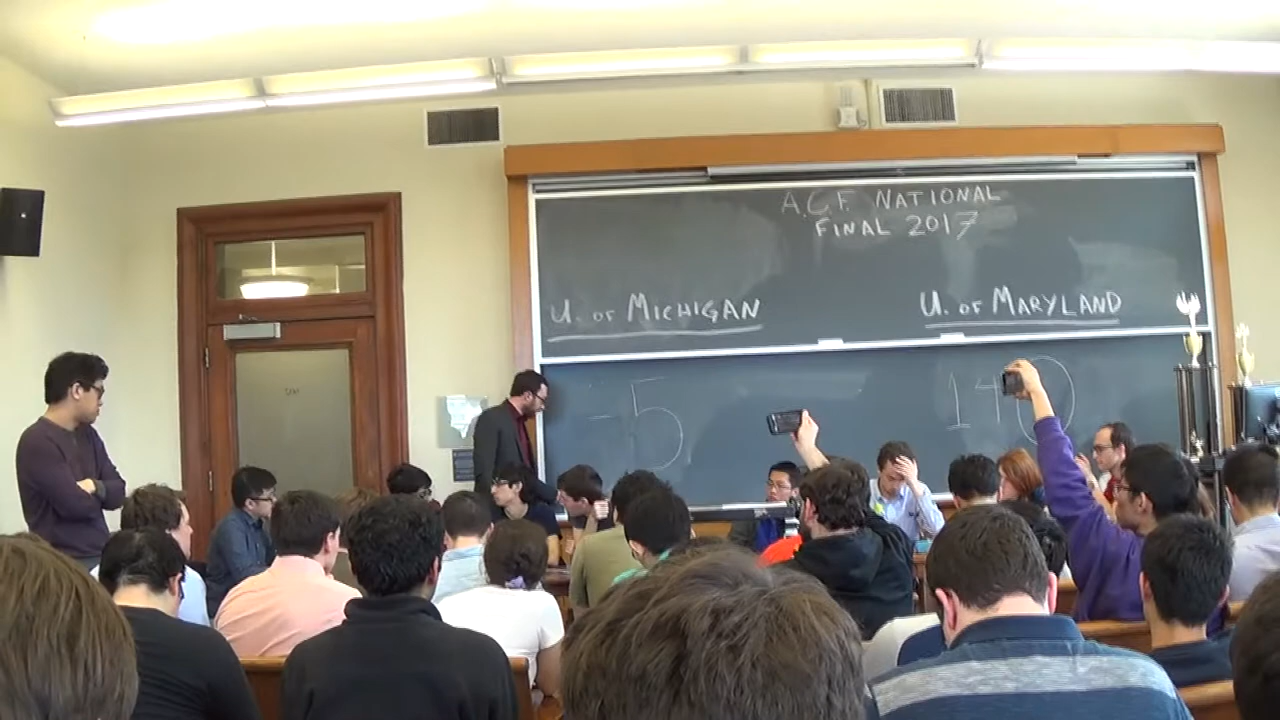 A.C.F. NATIONAL
FINAL 2017
U. OF MICHIGAN
U. OF MARYLAND
-5
140